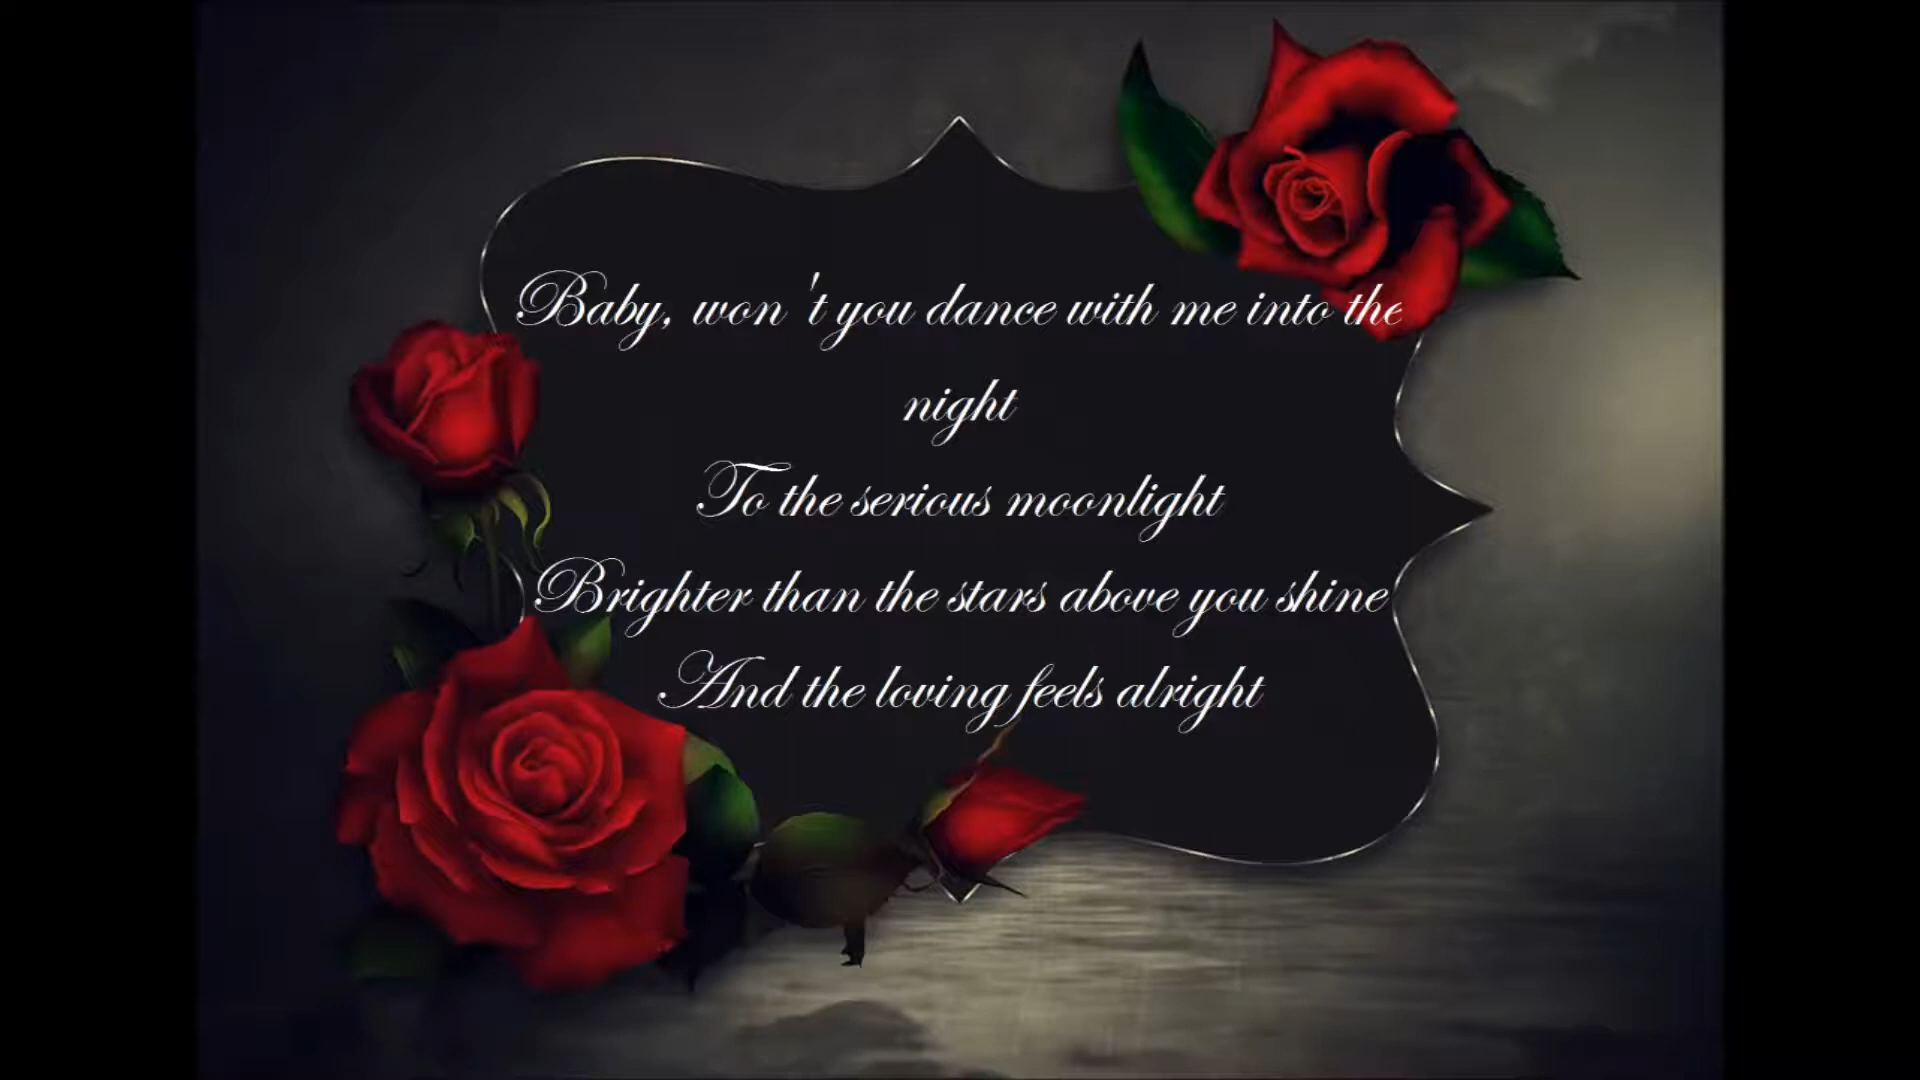 Baby, won't you dance with me into the
night
To the serious moonlight
Brighter than the stars above you shine
And the loving feels alright